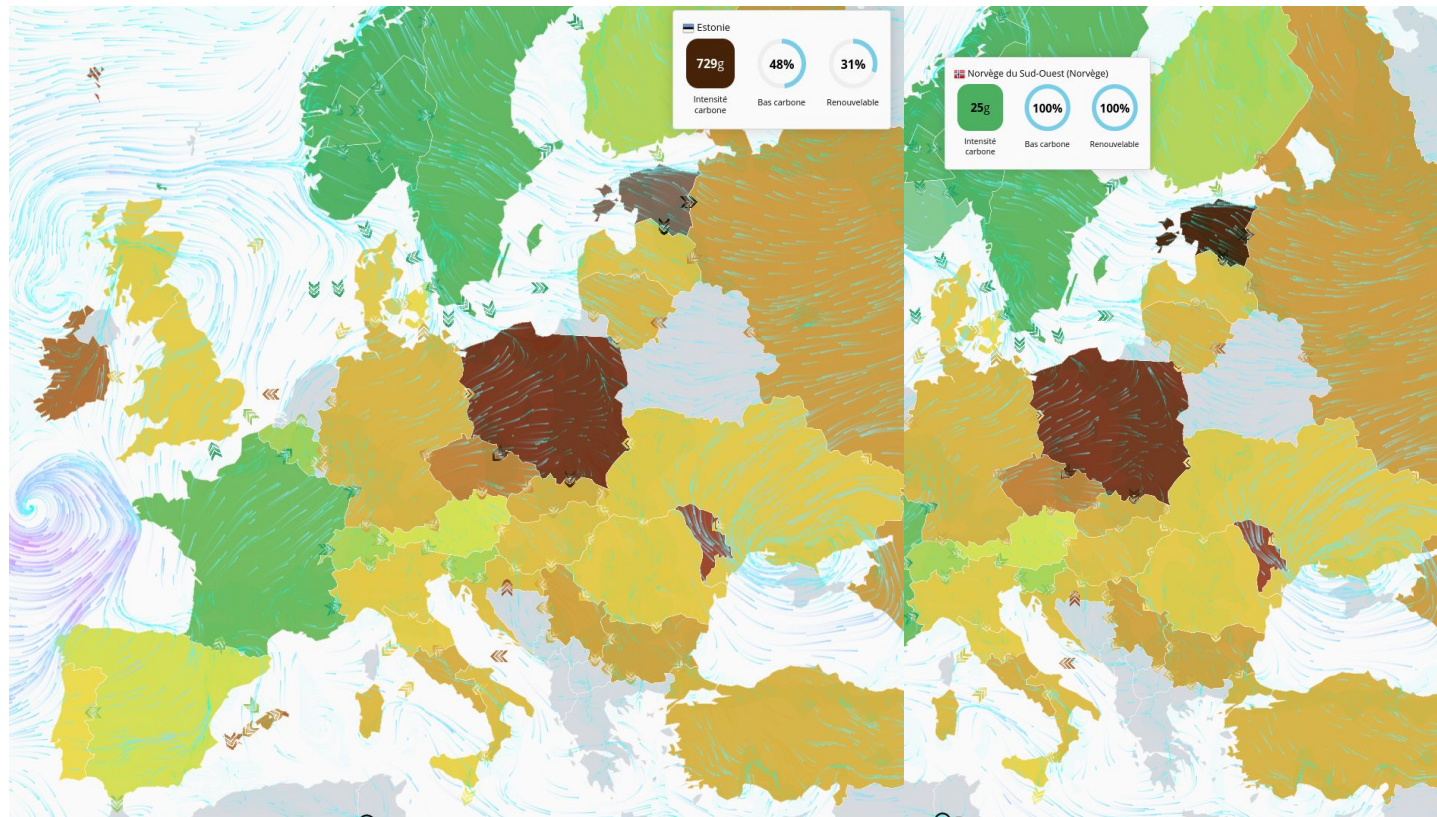 Estonie
729g 48% 31%
Intensité Bas carbone Renouvelable
carbone
Norvège du Sud-Ouest (Norvège)
25g 100% 100%
Intensité Bas carbone Renouvelable
carbone